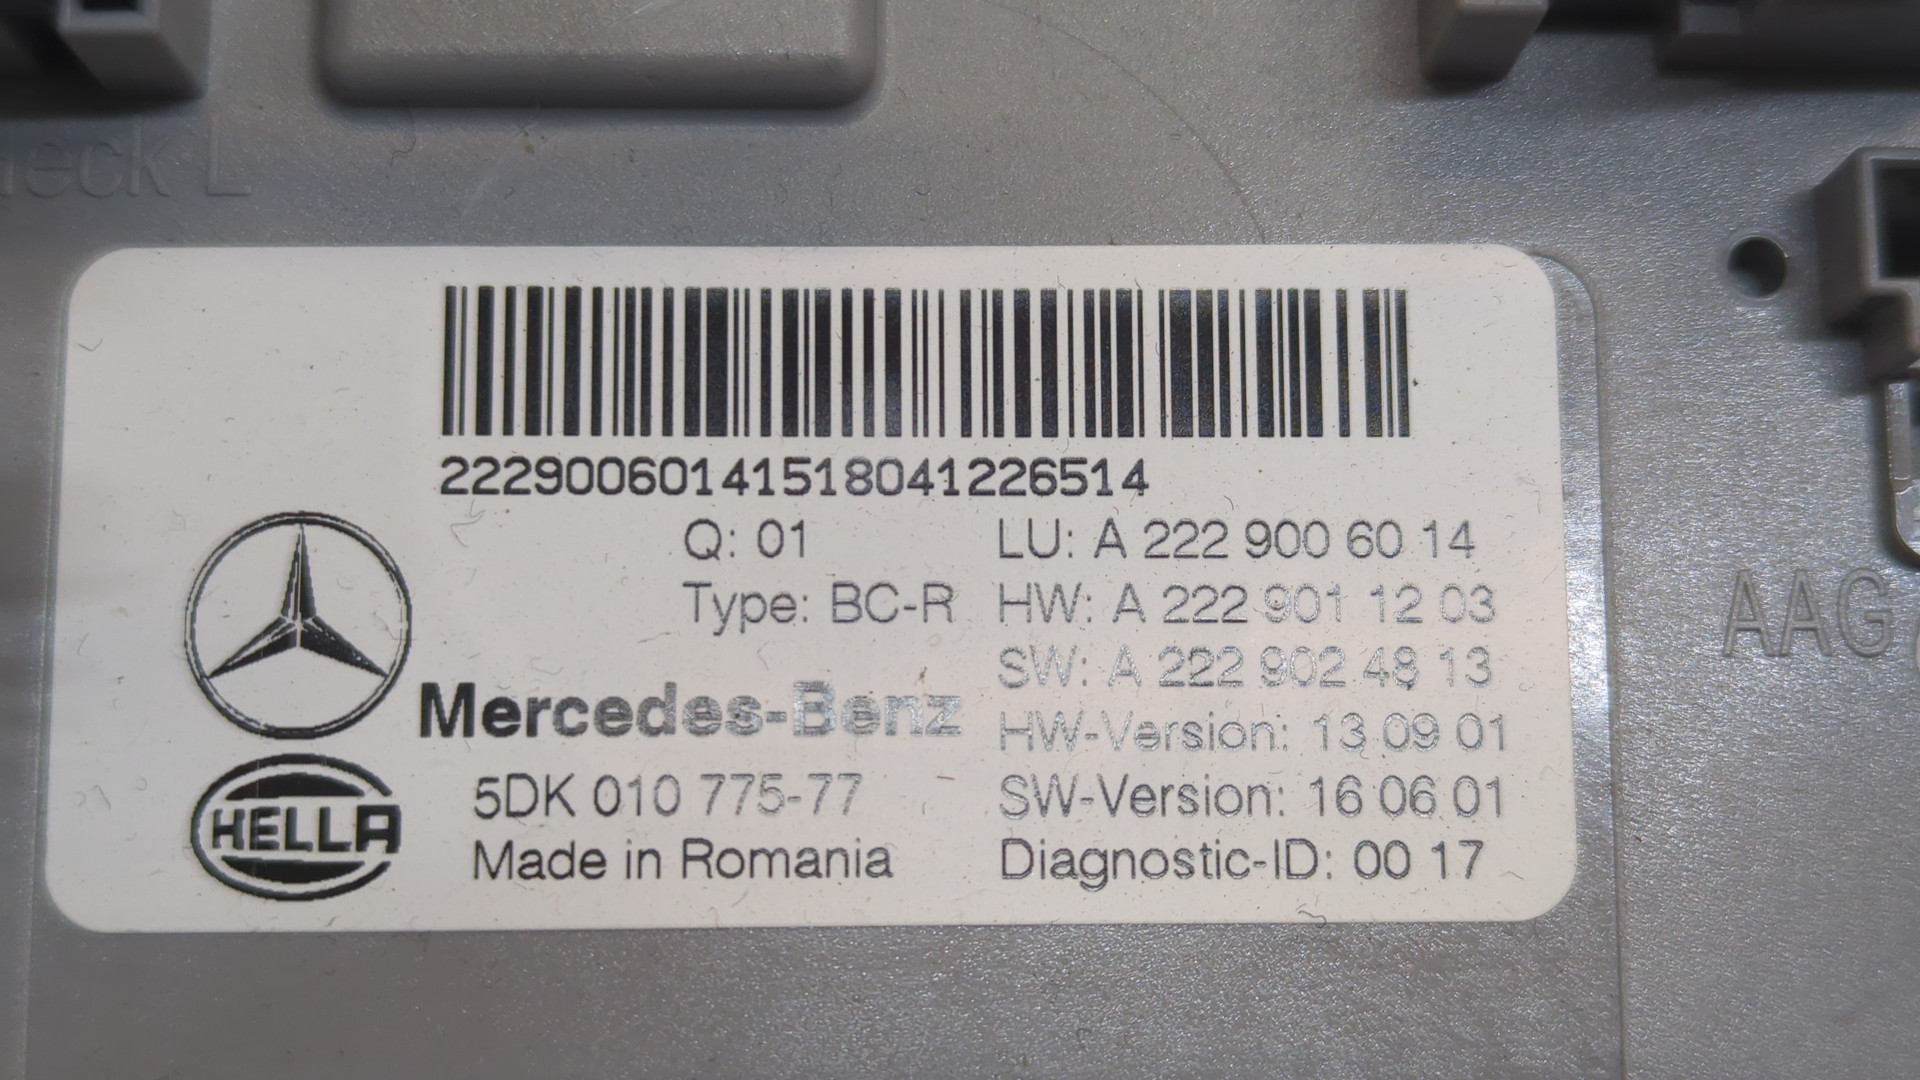 L
22290060141518041226514
Q: 01 LU: A 222 900 60 14
Type: BC-R HW: A 222 901 12 03
SW: A 222 902 48 13
Mercedes-Benz
HW-Version: 13 09 01
HELLA
5DK 010 775-77 SW-Version: 16 06 01
Made in Romania Diagnostic-ID: 00 17
AAG